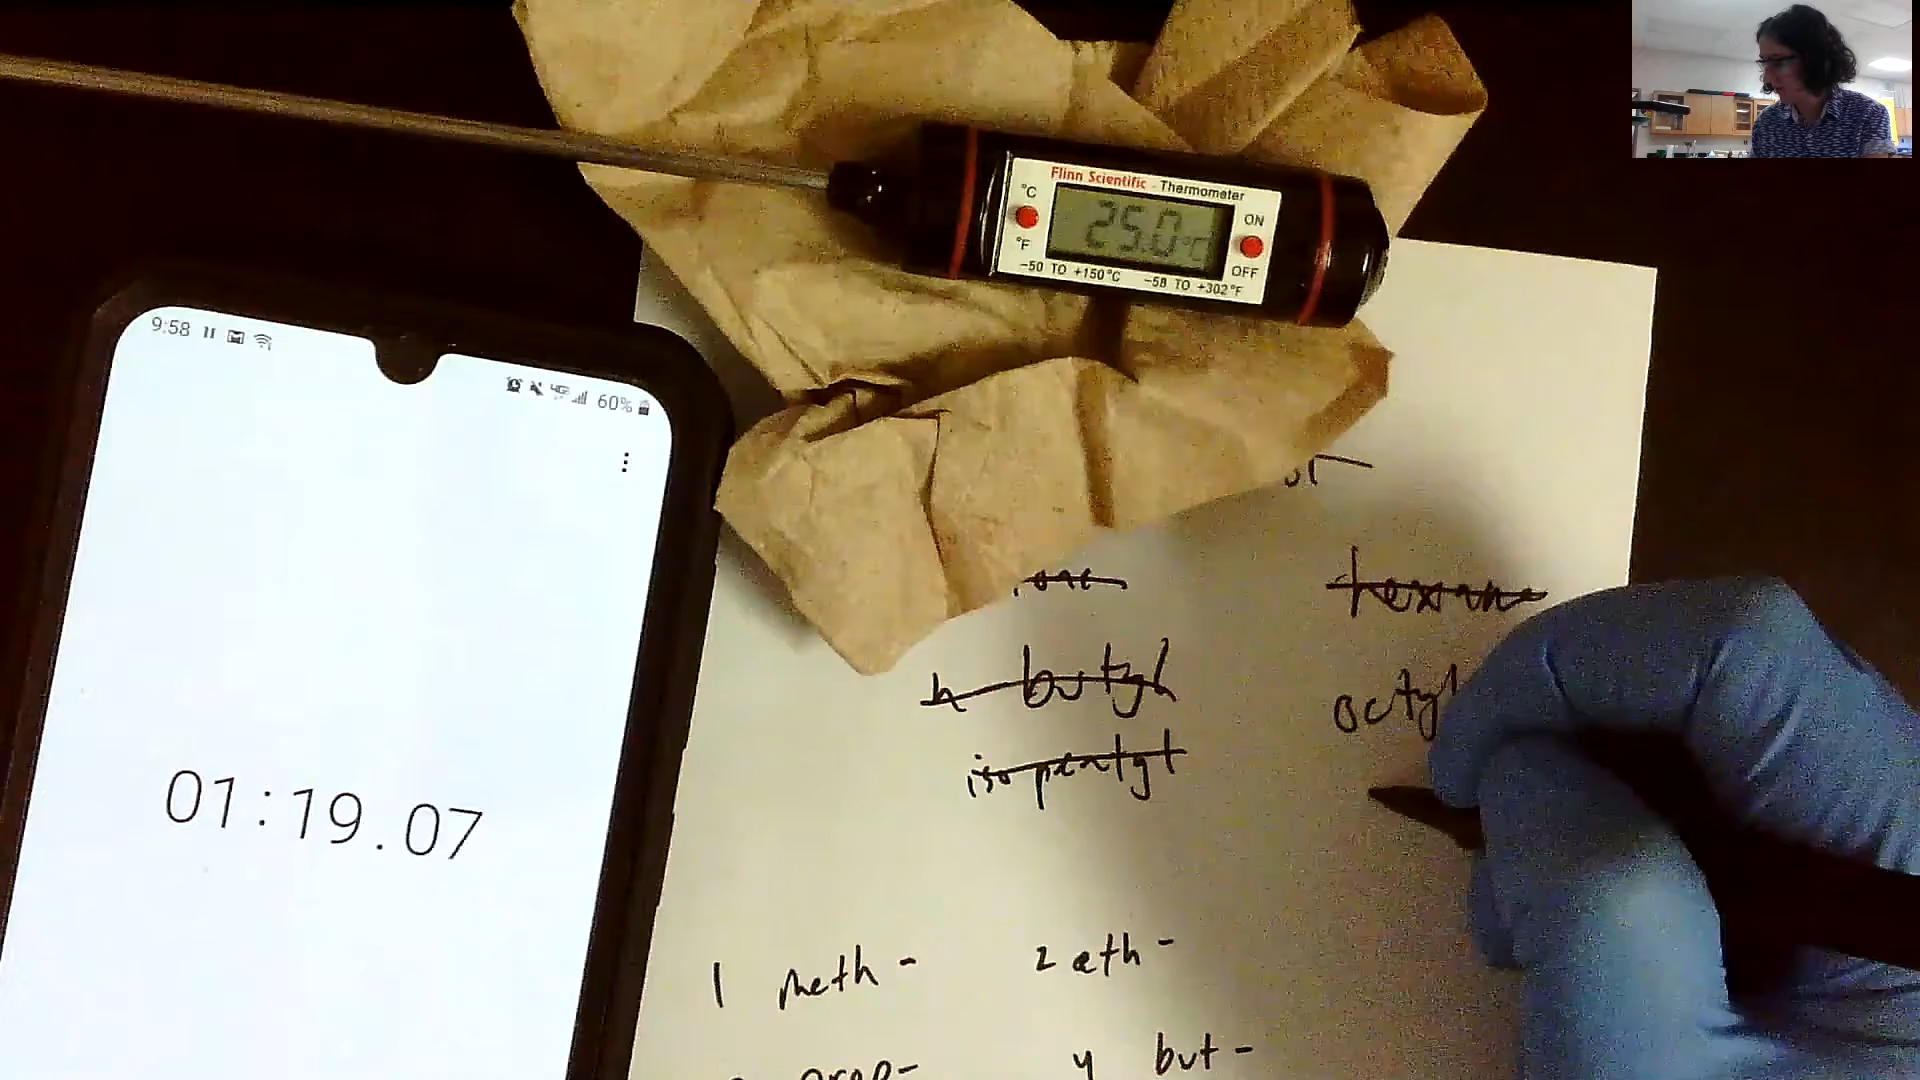 9:58
60%
01:19.07
Flinn Scientific - Thermometer
°C
°F
25.0°C
ON
OFF
-50 TO +150°C -58 TO +302°F
hexane
n butyl
octyl
isopentyl
1 meth -
2 eth -
prop-
4 but -